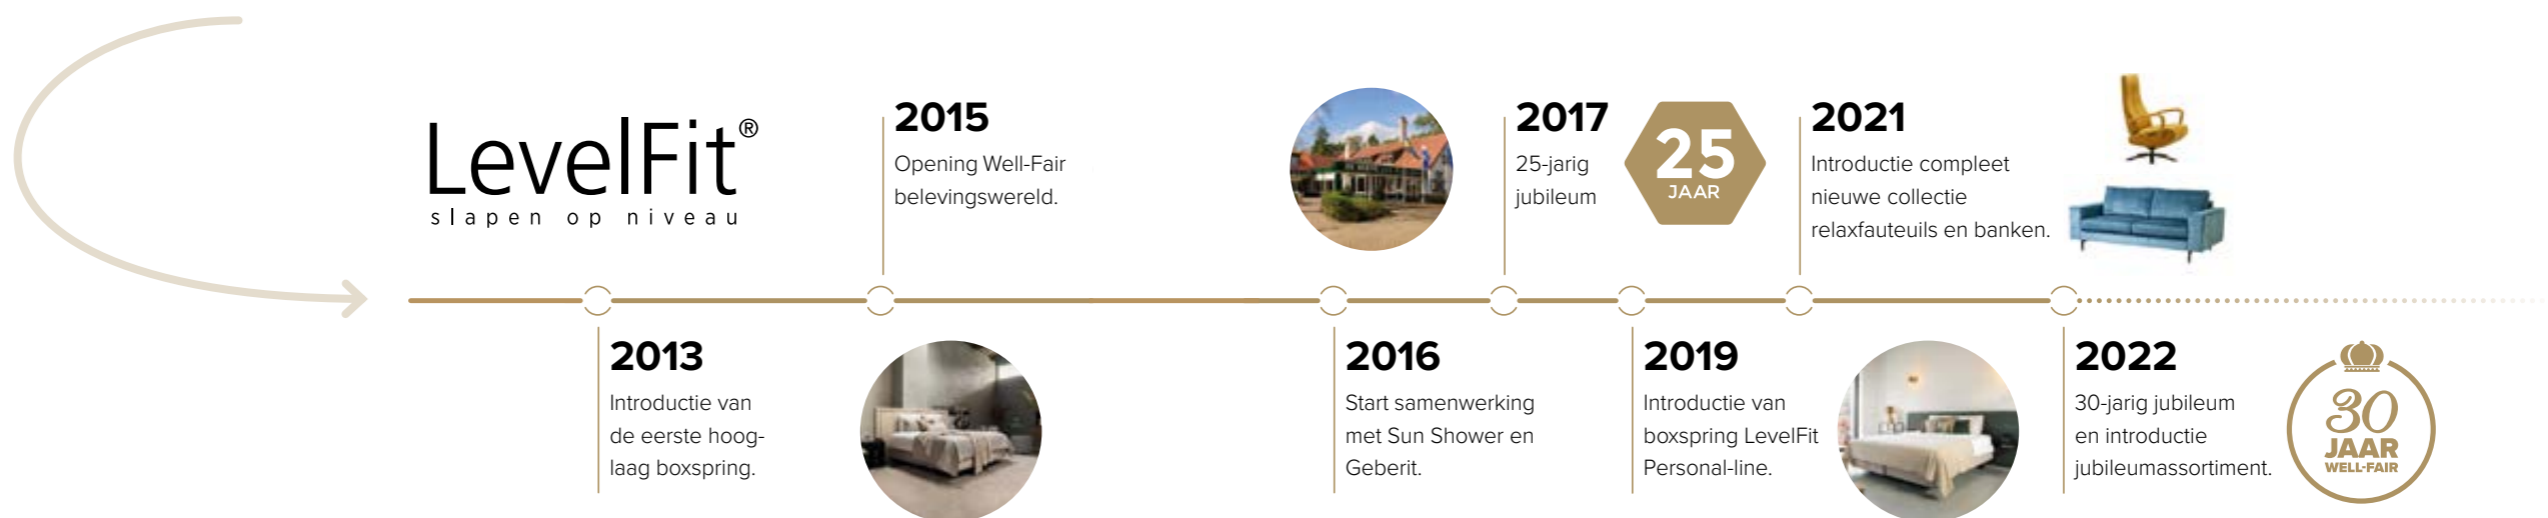 LevelFit®
slapen op niveau
2013
Introductie van
de eerste hoog-
laag boxspring.
2015
Opening Well-Fair
belevingswereld.
2016
Start samenwerking
met Sun Shower en
Geberit.
2017
25-jarig
jubileum
25
JAAR
2019
Introductie van
boxspring LevelFit
Personal-line.
2021
Introductie compleet
nieuwe collectie
relaxfauteuils en banken.
2022
30-jarig jubileum
en introductie
jubileumassortiment.
30
JAAR
WELL-FAIR